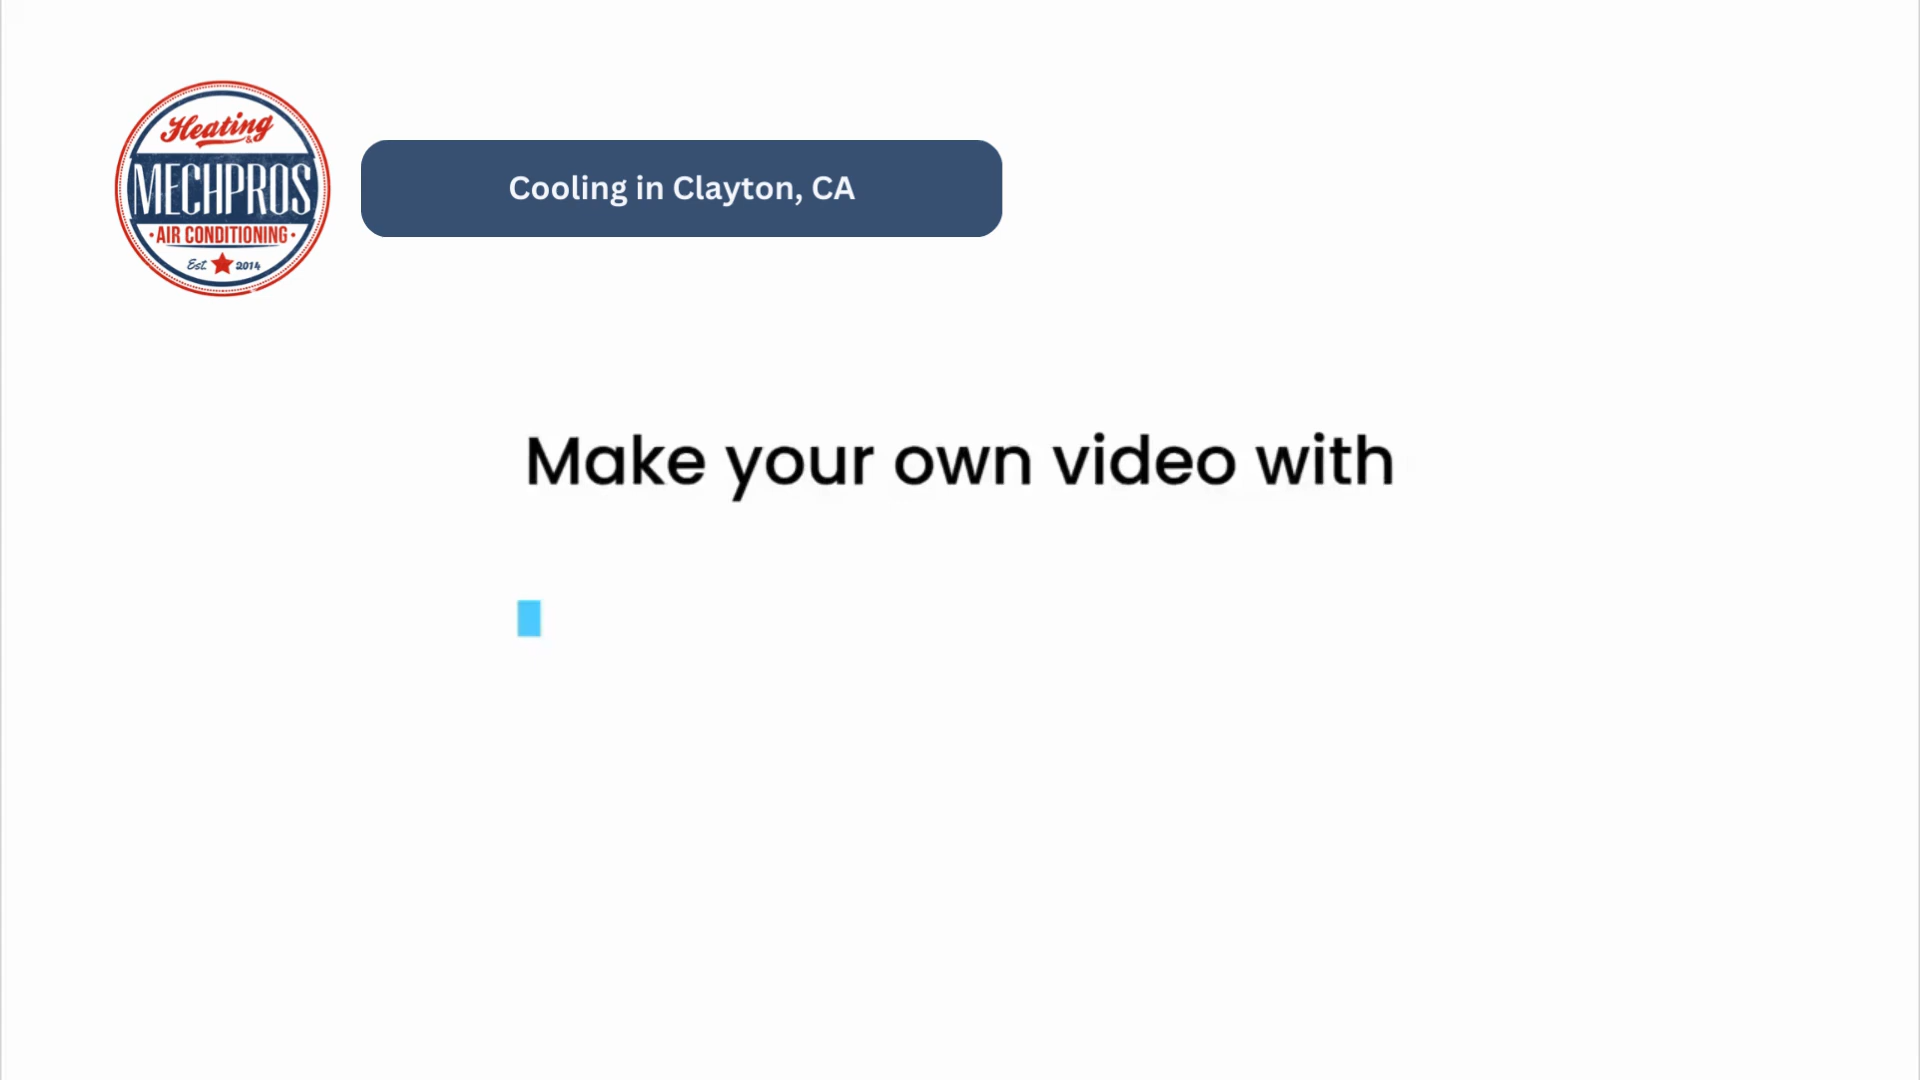 Heating
&
MECHPROS
• AIR CONDITIONING •
Est 2014
Cooling in Clayton, CA
Make your own video with